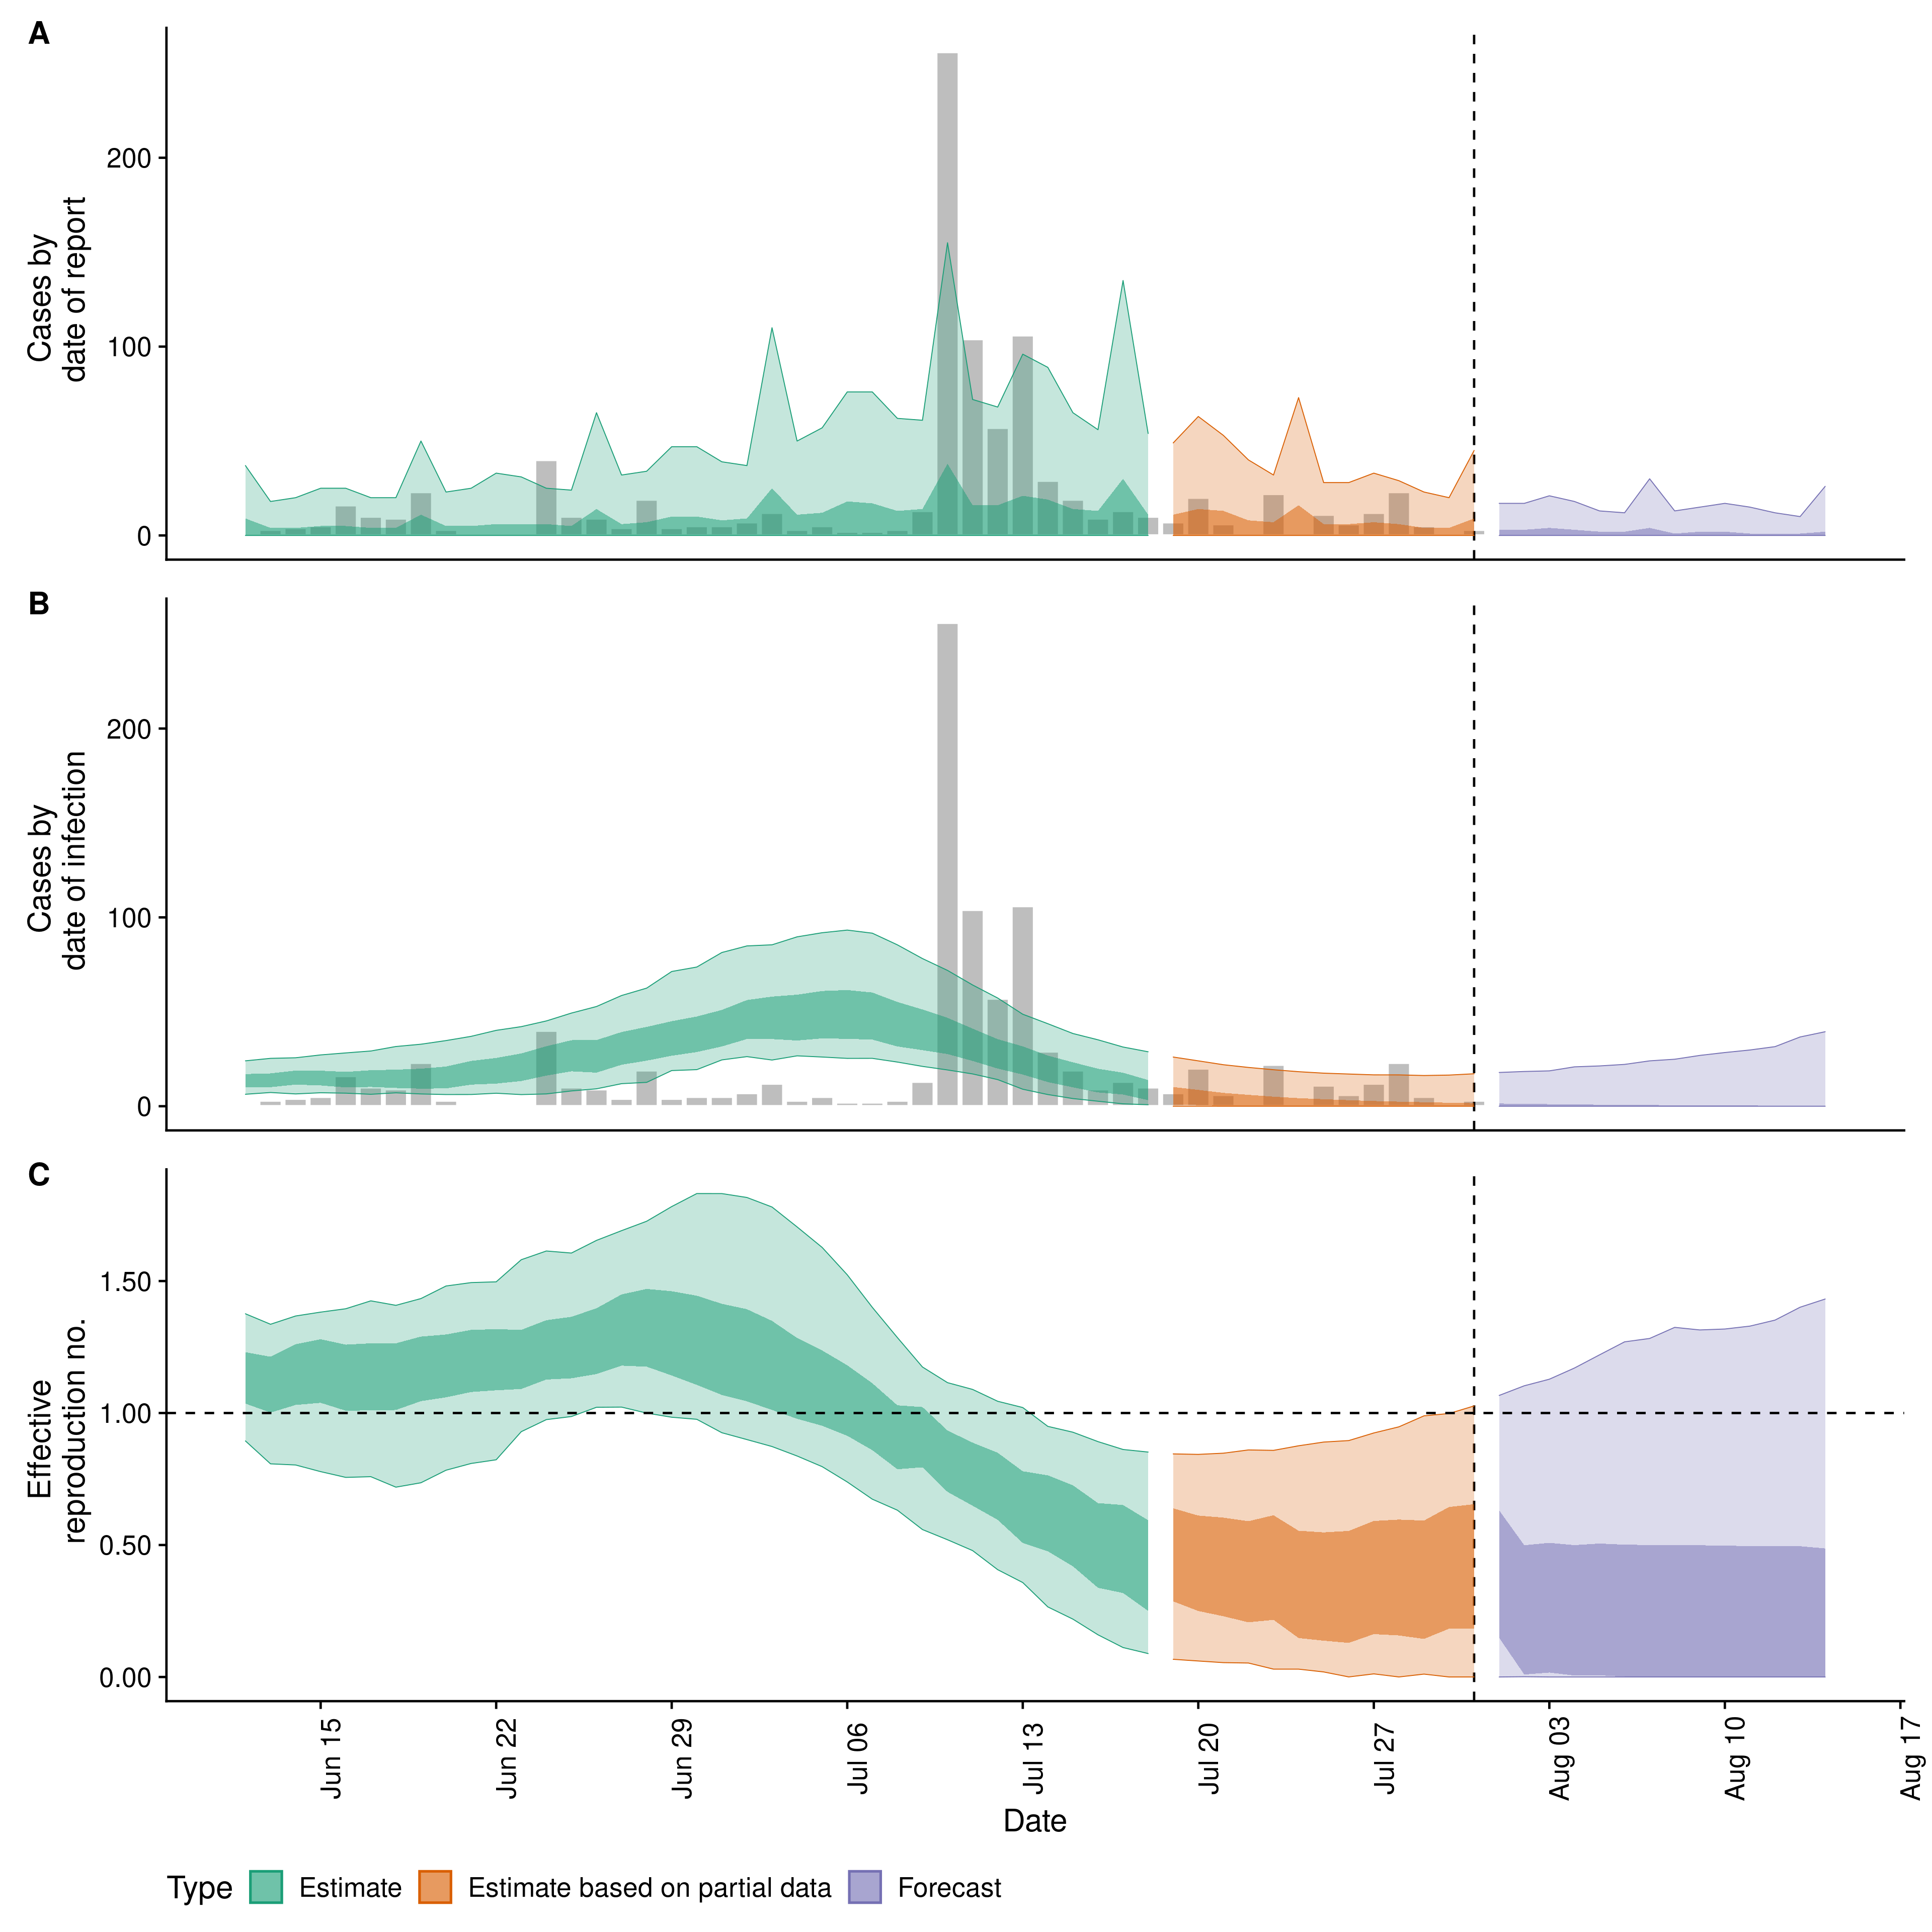 A
Cases by
date of report
200
100
0
B
Cases by
date of infection
200
100
0
C
Effective
reproduction no.
1.50
1.00
0.50
0.00
Jun 15
Jun 22
Jun 29
Jul 06
Jul 13
Jul 20
Jul 27
Aug 03
Aug 10
Aug 17
Date
Type Estimate Estimate based on partial data Forecast